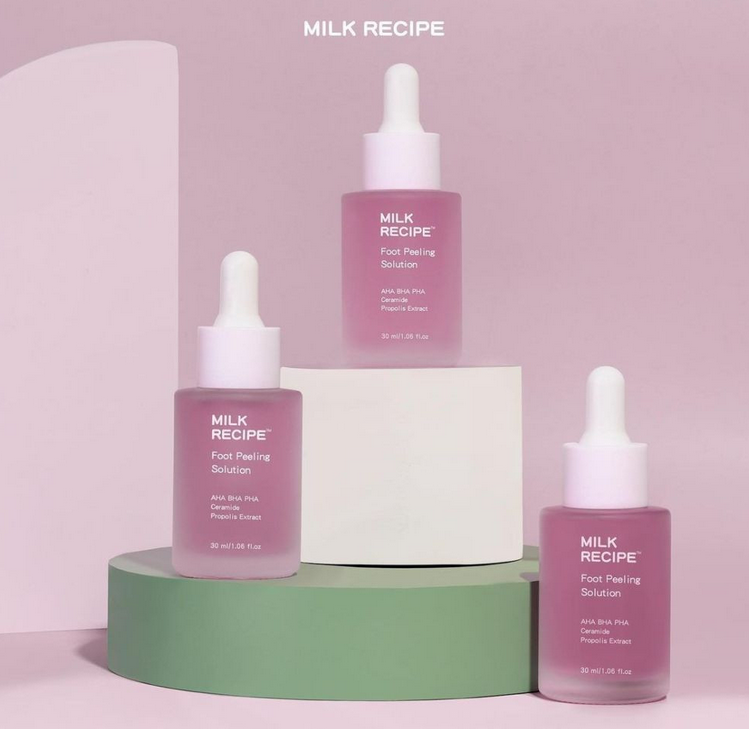 MILK RECIPE
MILK
RECIPE™
Foot Peeling
Solution
AHA BHA PHA
Ceramide
Propolis Extract
30 ml/1.06 fl.oz
MILK
RECIPE™
Foot Peeling
Solution
AHA BHA PHA
Ceramide
Propolis Extract
30 ml/1.06 fl.oz
MILK
RECIPE™
Foot Peeling
Solution
AHA BHA PHA
Ceramide
Propolis Extract
30 ml/1.06 fl.oz